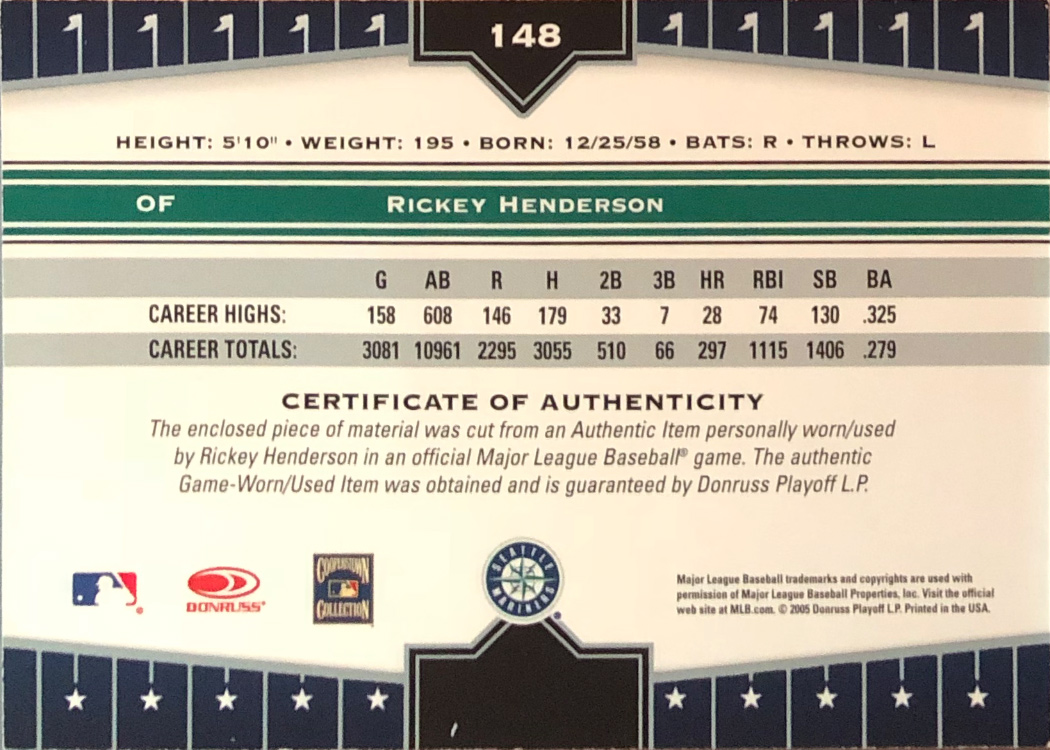 148
HEIGHT: 5'10" • WEIGHT: 195 • BORN: 12/25/58 • BATS: R • THROWS: L
OF RICKEY HENDERSON
G AB R H 2B 3B HR RBI SB BA
CAREER HIGHS: 158 608 146 179 33 7 28 74 130 .325
CAREER TOTALS: 3081 10961 2295 3055 510 66 297 1115 1406 .279
CERTIFICATE OF AUTHENTICITY
The enclosed piece of material was cut from an Authentic Item personally worn/used
by Rickey Henderson in an official Major League Baseball® game. The authentic
Game-Worn/Used Item was obtained and is guaranteed by Donruss Playoff L.P.
DONRUSS
COOPERSTOWN
COLLECTION
SEATTLE
MARINERS
Major League Baseball trademarks and copyrights are used with
permission of Major League Baseball Properties, Inc. Visit the official
web site at MLB.com. © 2005 Donruss Playoff L.P. Printed in the USA.